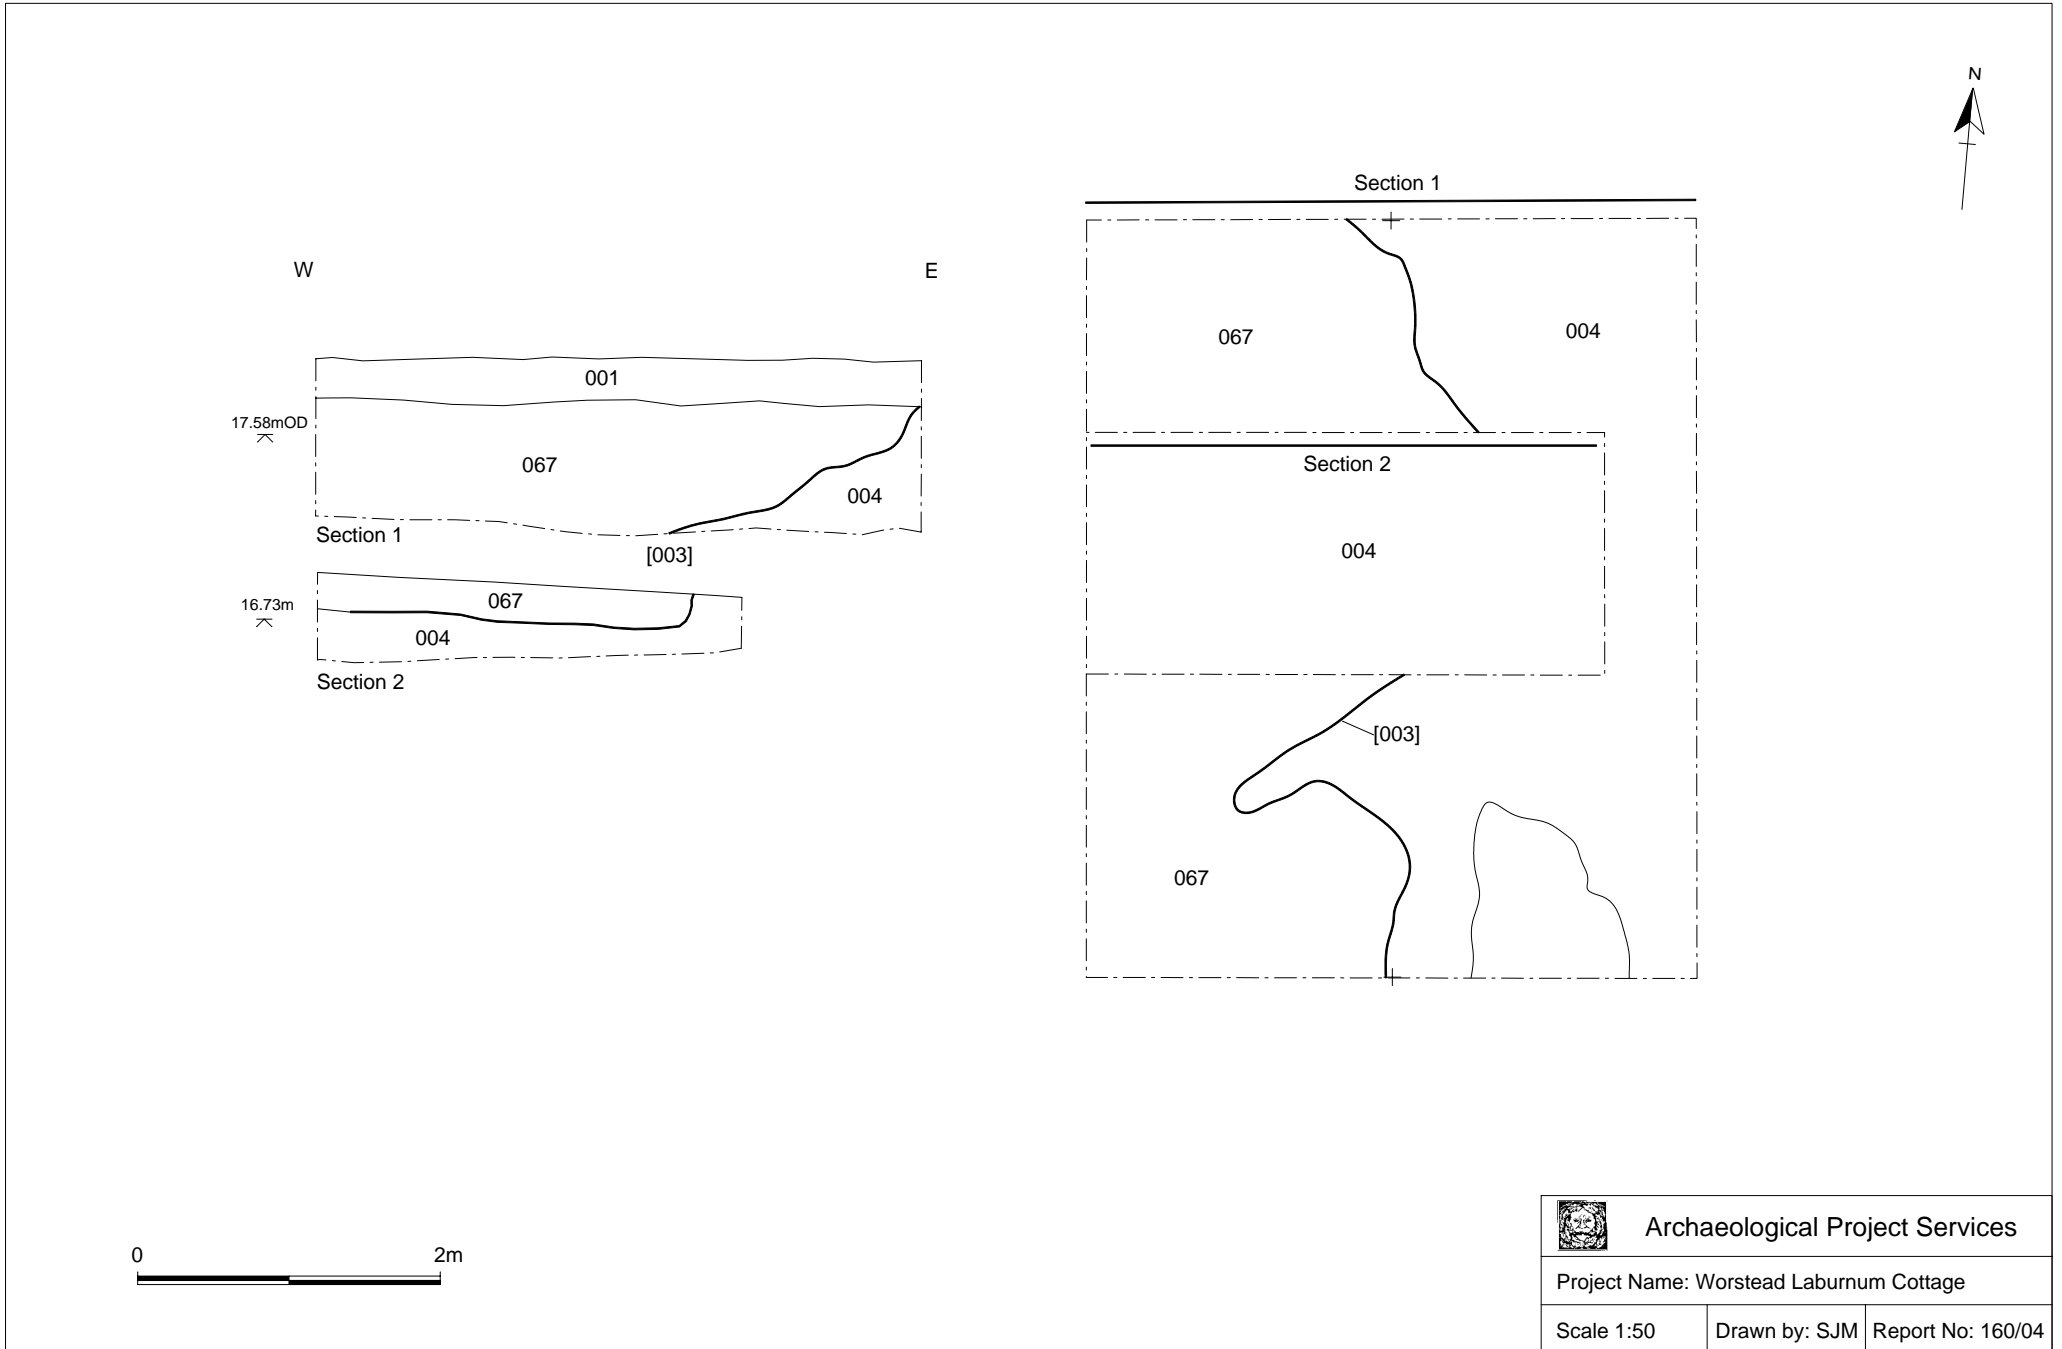 N
Section 1
W
E
067
004
001
17.58mOD
067
004
Section 2
Section 1
[003]
004
16.73m
067
004
Section 2
[003]
067
0
2m
Archaeological Project Services
Project Name: Worstead Laburnum Cottage
Scale 1:50
Drawn by: SJM
Report No: 160/04